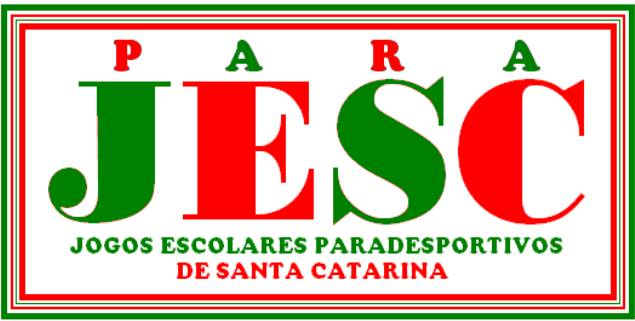 PARA
JESC
JOGOS ESCOLARES PARADESPORTIVOS
DE SANTA CATARINA